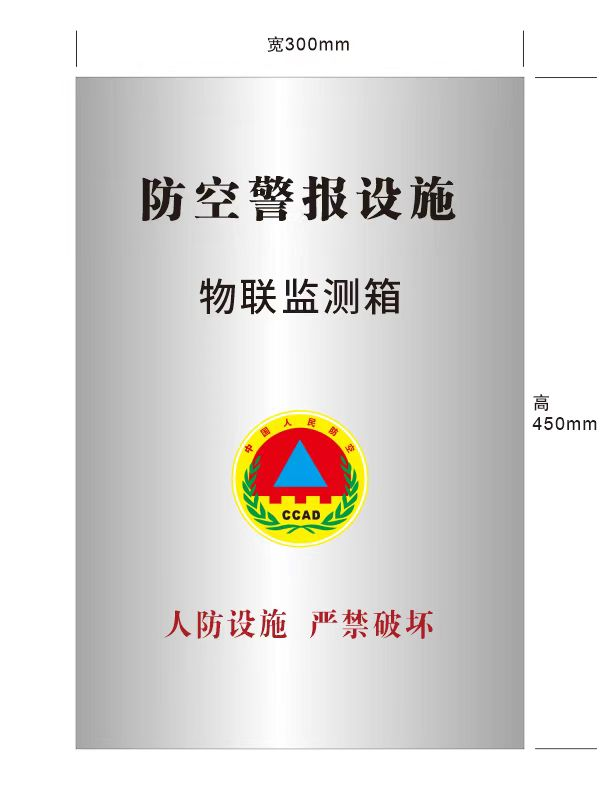 宽300mm
防空警报设施
物联监测箱
高
450mm
中国人民防空
CCAD
人防设施 严禁破坏